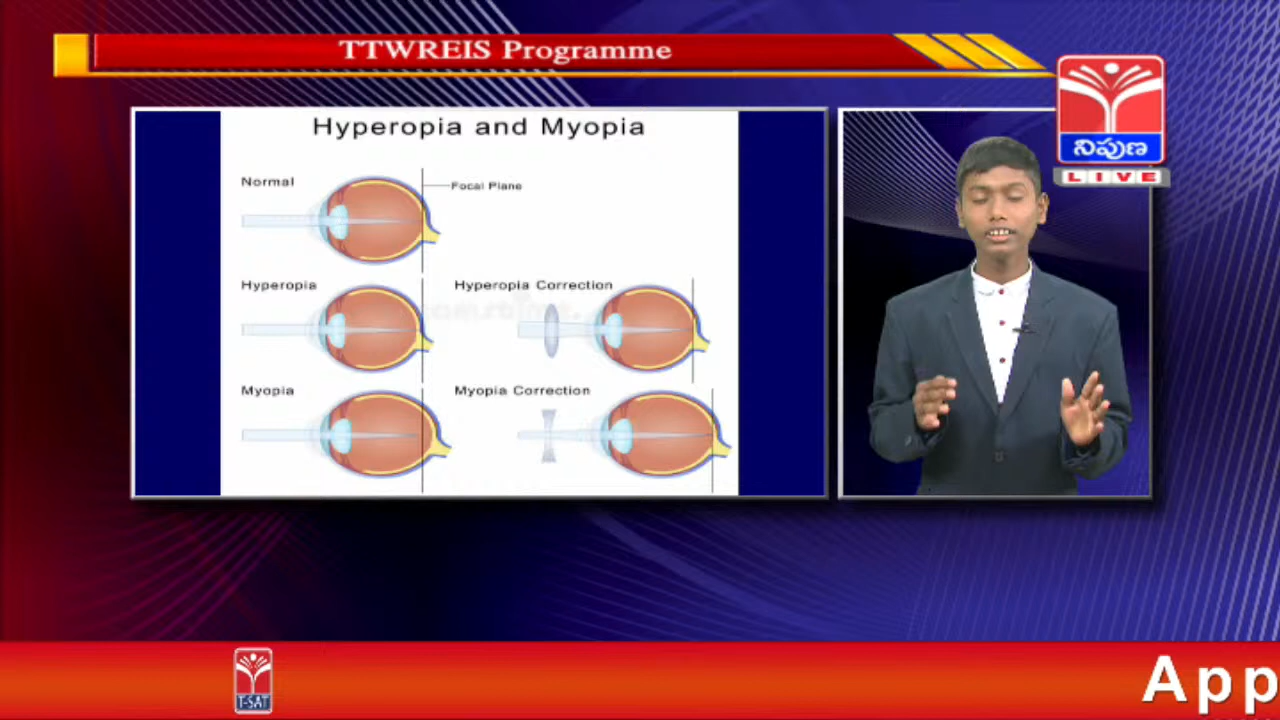 TTWREIS Programme
Hyperopia and Myopia
Normal
Focal Plane
Hyperopia
Hyperopia Correction
Myopia
Myopia Correction
నిపుణ
LIVE
T-SAT
App